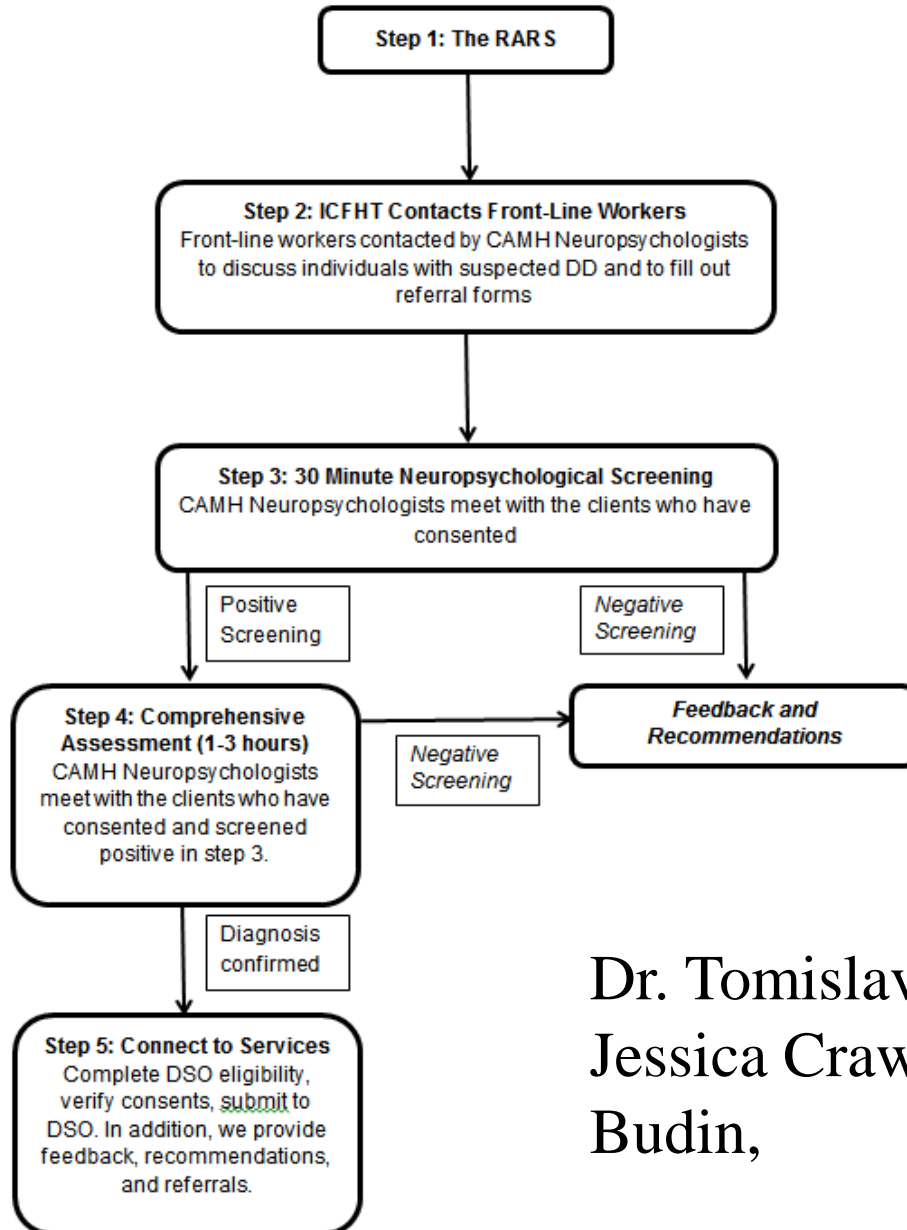 Step 1: The RARS
Step 2: ICFHT Contacts Front-Line Workers
Front-line workers contacted by CAMH Neuropsychologists
to discuss individuals with suspected DD and to fill out
referral forms
Step 3: 30 Minute Neuropsychological Screening
CAMH Neuropsychologists meet with the clients who have
consented
Positive
Screening
Negative
Screening
Step 4: Comprehensive
Assessment (1-3 hours)
CAMH Neuropsychologists
meet with the clients who have
consented and screened
positive in step 3.
Negative
Screening
Feedback and
Recommendations
Diagnosis
confirmed
Step 5: Connect to Services
Complete DSO eligibility,
verify consents, submit to
DSO. In addition, we provide
feedback, recommendations,
and referrals.
Dr. Tomislav
Jessica
Budin,